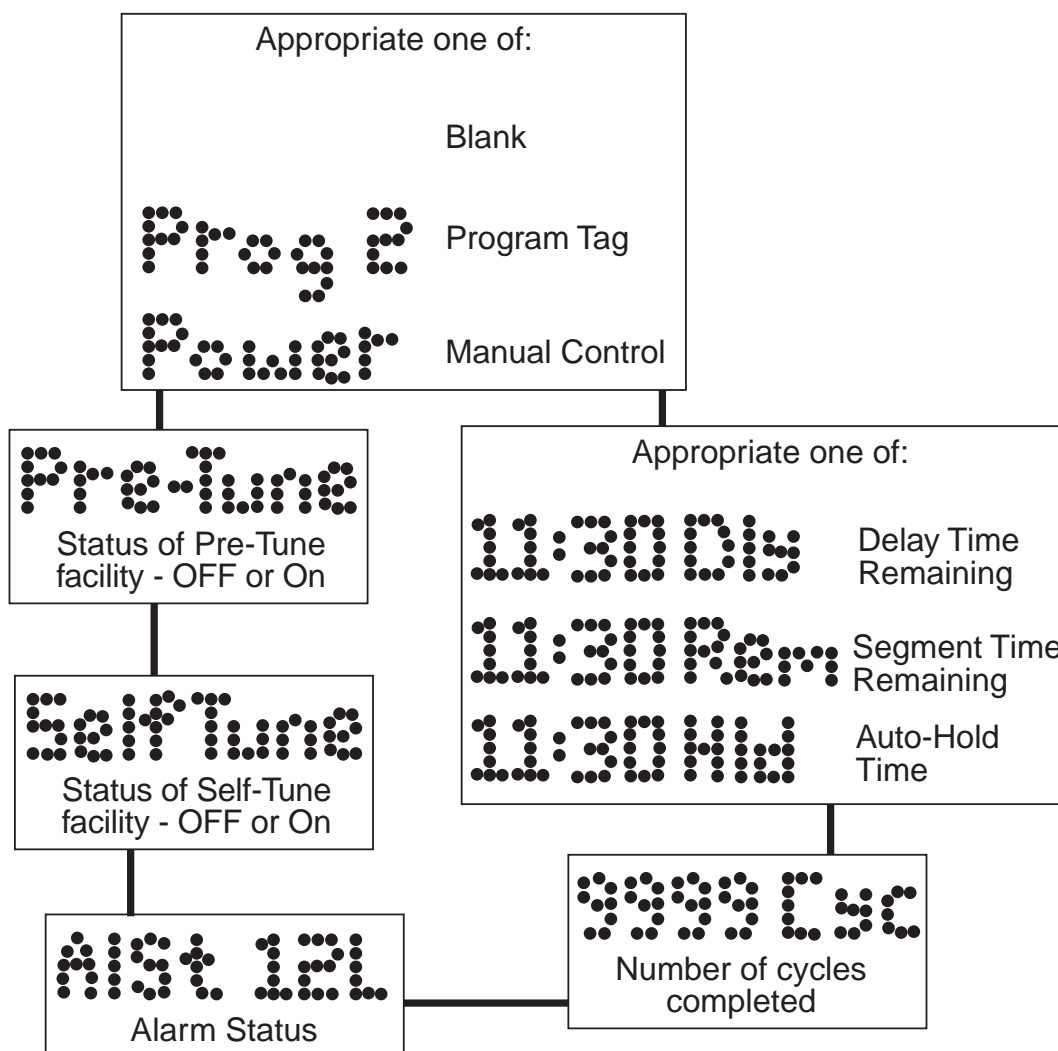 Appropriate one of:
Blank
Prog 2
Program Tag
Power
Manual Control
Pre-Tune
Status of Pre-Tune
facility - OFF or On
SelfTune
Status of Self-Tune
facility - OFF or On
AlSt 12L
Alarm Status
Appropriate one of:
11:30 Dly
Delay Time
Remaining
11:30 Rem
Segment Time
Remaining
11:30 Hld
Auto-Hold
Time
9999 Cyc
Number of cycles
completed